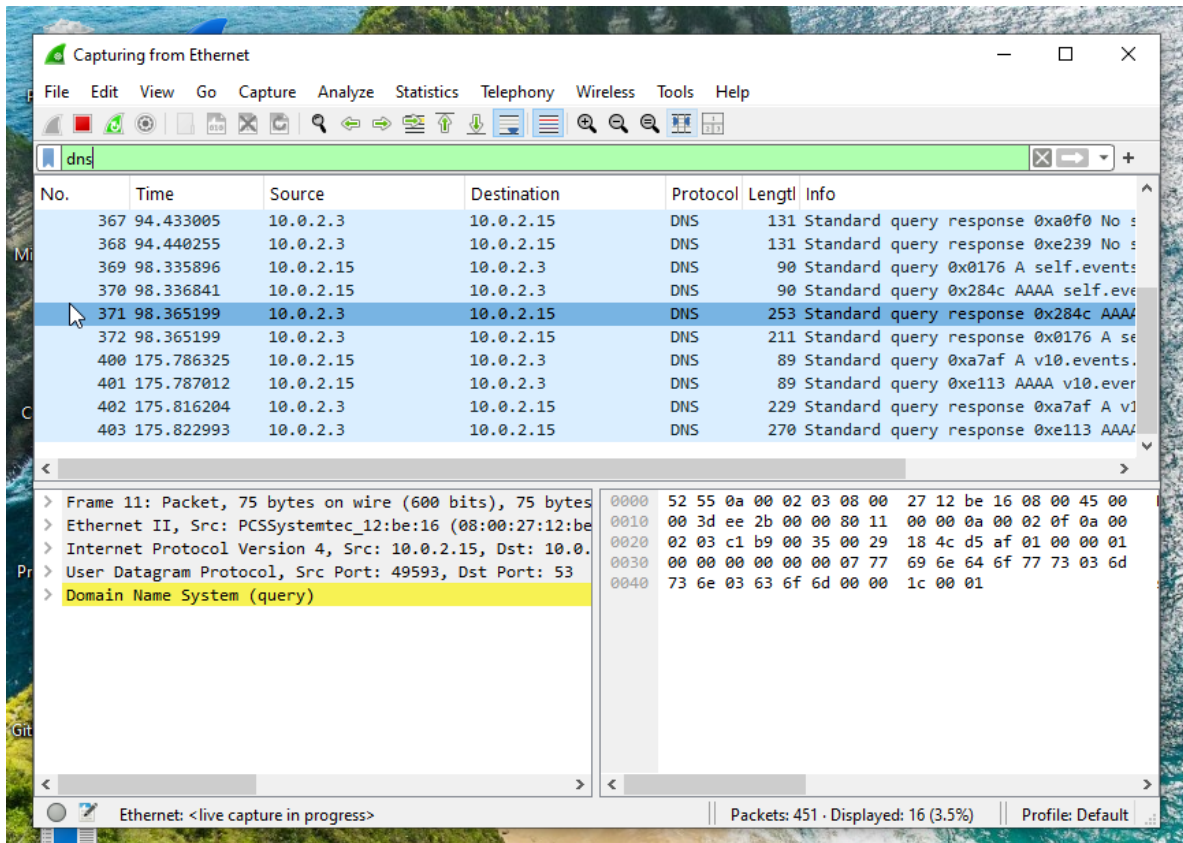 Capturing from Ethernet
File Edit View Go Capture Analyze Statistics Telephony Wireless Tools Help
dns
No. Time Source Destination Protocol Lengtl Info
367 94.433005 10.0.2.3 10.0.2.15 DNS 131 Standard query response 0xa0f0 No s
368 94.440255 10.0.2.3 10.0.2.15 DNS 131 Standard query response 0xe239 No s
369 98.335896 10.0.2.15 10.0.2.3 DNS 90 Standard query 0x0176 A self.events
370 98.336841 10.0.2.15 10.0.2.3 DNS 90 Standard query 0x284c AAAA self.eve
371 98.365199 10.0.2.3 10.0.2.15 DNS 253 Standard query response 0x284c AAAA
372 98.365199 10.0.2.3 10.0.2.15 DNS 211 Standard query response 0x0176 A se
400 175.786325 10.0.2.15 10.0.2.3 DNS 89 Standard query 0xa7af A v10.events.
401 175.787012 10.0.2.15 10.0.2.3 DNS 89 Standard query 0xe113 AAAA v10.ever
402 175.816204 10.0.2.3 10.0.2.15 DNS 229 Standard query response 0xa7af A v1
403 175.822993 10.0.2.3 10.0.2.15 DNS 270 Standard query response 0xe113 AAAA
Frame 11: Packet, 75 bytes on wire (600 bits), 75 bytes
Ethernet II, Src: PCSSystemtec_12:be:16 (08:00:27:12:be
Internet Protocol Version 4, Src: 10.0.2.15, Dst: 10.0.
User Datagram Protocol, Src Port: 49593, Dst Port: 53
Domain Name System (query)
0000 52 55 0a 00 02 03 08 00 27 12 be 16 08 00 45 00
0010 00 3d ee 2b 00 00 80 11 00 00 0a 00 02 0f 0a 00
0020 02 03 c1 b9 00 35 00 29 18 4c d5 af 01 00 00 01
0030 00 00 00 00 00 00 07 77 69 6e 64 6f 77 73 03 6d
0040 73 6e 03 63 6f 6d 00 00 1c 00 01
Mi
Pr
Git
Ethernet: <live capture in progress>
Packets: 451 · Displayed: 16 (3.5%)
Profile: Default